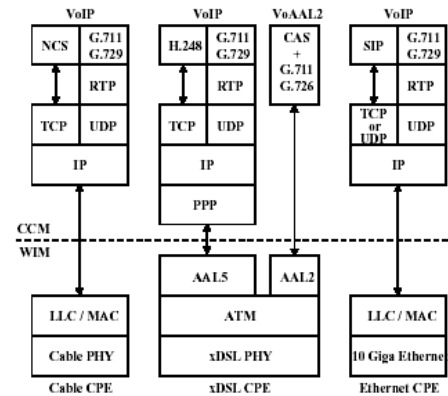 VoIP
VoIP
VoAAL2
VoIP
NCS
G.711
G.729
H.248
G.711
G.729
CAS
+
G.711
G.726
SIP
G.711
G.729
RTP
RTP
RTP
TCP
UDP
TCP
UDP
TCP
or
UDP
UDP
IP
IP
IP
PPP
CCM
WIM
AAL5
AAL2
LLC / MAC
ATM
LLC / MAC
Cable PHY
xDSL PHY
10 Giga Etherne
Cable CPE
xDSL CPE
Ethernet CPE